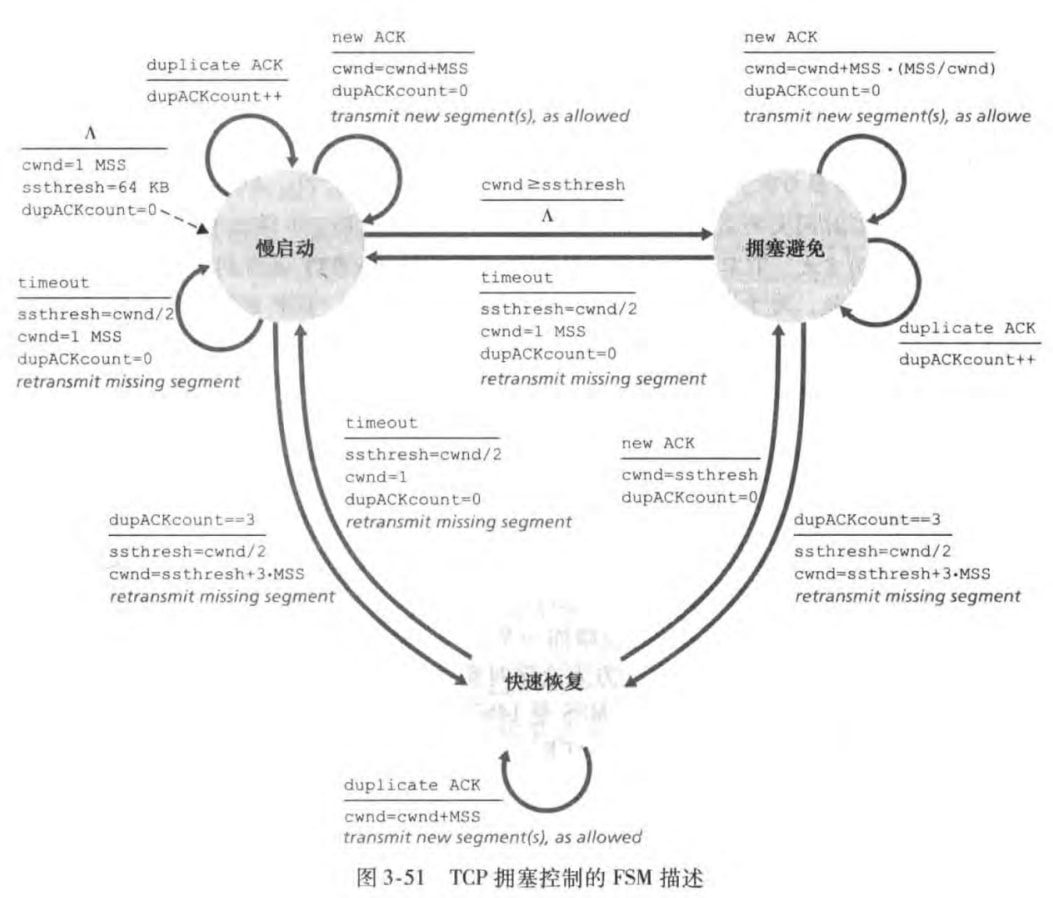 new ACK
cwnd=cwnd+MSS
dupACKcount=0
transmit new segment(s), as allowed
new ACK
cwnd=cwnd+MSS·(MSS/cwnd)
dupACKcount=0
transmit new segment(s), as allowe
duplicate ACK
dupACKcount++
Λ
cwnd=1 MSS
ssthresh=64 KB
dupACKcount=0
cwnd≥ssthresh
Λ
慢启动
拥塞避免
timeout
ssthresh=cwnd/2
cwnd=1 MSS
dupACKcount=0
retransmit missing segment
timeout
ssthresh=cwnd/2
cwnd=1 MSS
dupACKcount=0
retransmit missing segment
duplicate ACK
dupACKcount++
timeout
ssthresh=cwnd/2
cwnd=1
dupACKcount=0
retransmit missing segment
new ACK
cwnd=ssthresh
dupACKcount=0
dupACKcount==3
ssthresh=cwnd/2
cwnd=ssthresh+3·MSS
retransmit missing segment
dupACKcount==3
ssthresh=cwnd/2
cwnd=ssthresh+3·MSS
retransmit missing segment
快速恢复
duplicate ACK
cwnd=cwnd+MSS
transmit new segment(s), as allowed
图 3-51 TCP 拥塞控制的 FSM 描述